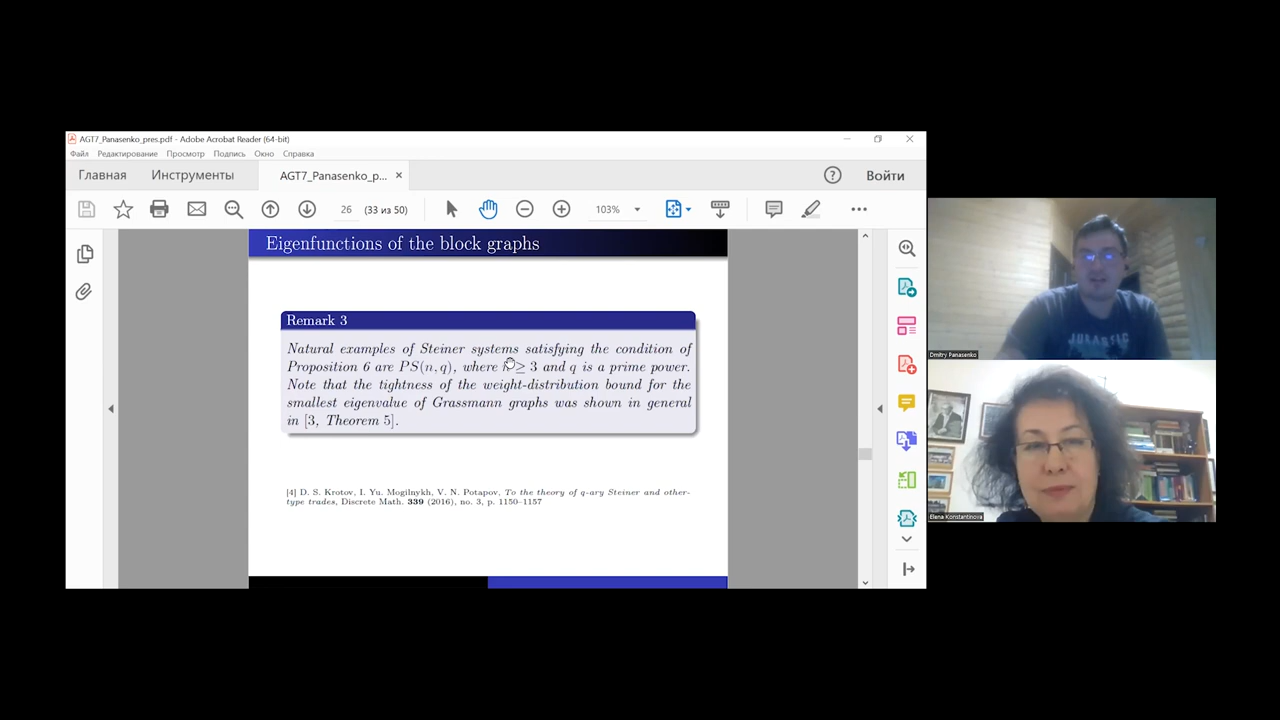 AGT7_Panasenko_pres.pdf - Adobe Acrobat Reader (64-bit)
Файл Редактирование Просмотр Подпись Окно Справка
Главная Инструменты AGT7_Panasenko_p... × Войти
26 (33 из 50) 103%
Eigenfunctions of the block graphs
Remark 3
Natural examples of Steiner systems satisfying the condition of
Proposition 6 are PS(n, q), where n ≥ 3 and q is a prime power.
Note that the tightness of the weight-distribution bound for the
smallest eigenvalue of Grassmann graphs was shown in general
in [3, Theorem 5].
[4] D. S. Krotov, I. Yu. Mogilnykh, V. N. Potapov, To the theory of q-ary Steiner and other-
type trades, Discrete Math. 339 (2016), no. 3, p. 1150–1157
JURASSIC
Dmitry Panasenko
Elena Konstantinova